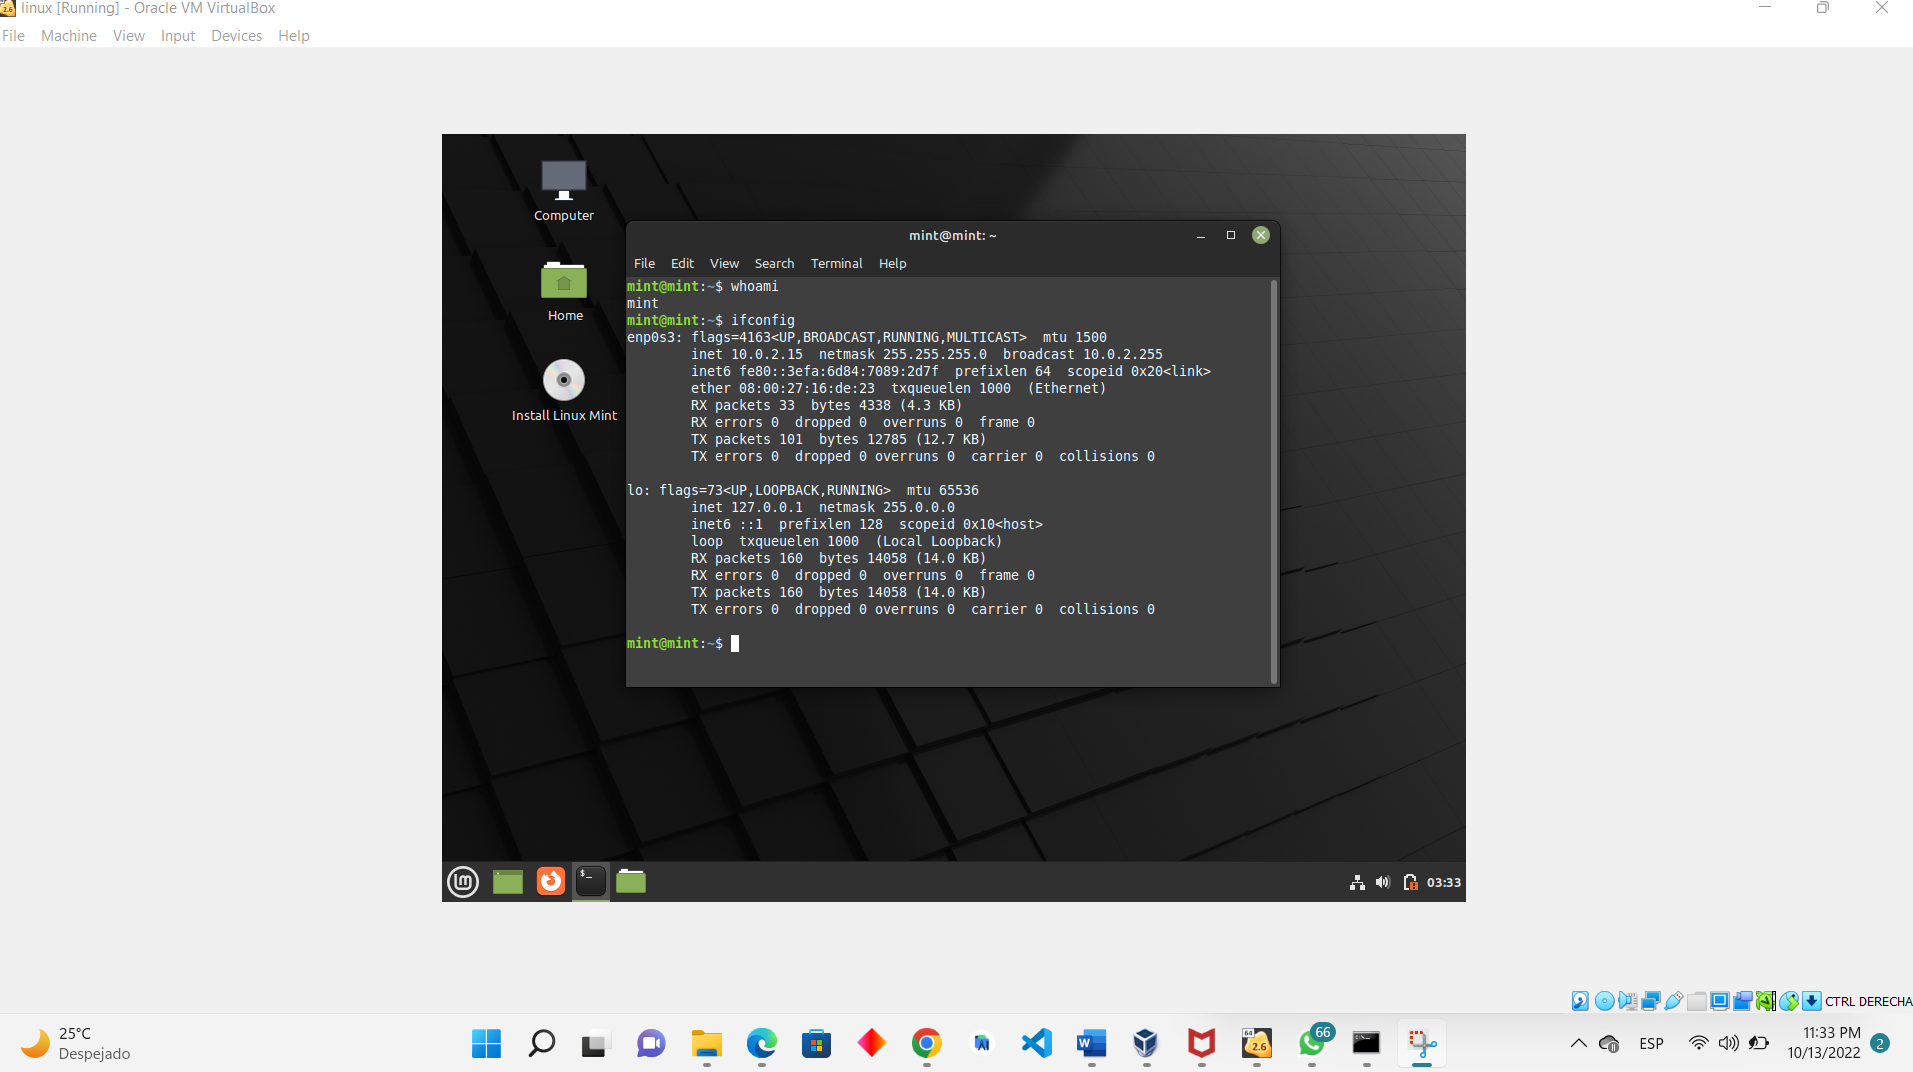 linux [Running] - Oracle VM VirtualBox
File Machine View Input Devices Help
Computer
Home
Install Linux Mint
mint@mint: ~
File Edit View Search Terminal Help
mint@mint:~$ whoami
mint
mint@mint:~$ ifconfig
enp0s3: flags=4163<UP,BROADCAST,RUNNING,MULTICAST>  mtu 1500
        inet 10.0.2.15  netmask 255.255.255.0  broadcast 10.0.2.255
        inet6 fe80::3efa:6d84:7089:2d7f  prefixlen 64  scopeid 0x20<link>
        ether 08:00:27:16:de:23  txqueuelen 1000  (Ethernet)
        RX packets 33  bytes 4338 (4.3 KB)
        RX errors 0  dropped 0  overruns 0  frame 0
        TX packets 101  bytes 12785 (12.7 KB)
        TX errors 0  dropped 0 overruns 0  carrier 0  collisions 0
lo: flags=73<UP,LOOPBACK,RUNNING>  mtu 65536
        inet 127.0.0.1  netmask 255.0.0.0
        inet6 ::1  prefixlen 128  scopeid 0x10<host>
        loop  txqueuelen 1000  (Local Loopback)
        RX packets 160  bytes 14058 (14.0 KB)
        RX errors 0  dropped 0  overruns 0  frame 0
        TX packets 160  bytes 14058 (14.0 KB)
        TX errors 0  dropped 0 overruns 0  carrier 0  collisions 0
mint@mint:~$
03:33
CTRL DERECHA
25°C
Despejado
64
2.6
66
ESP
11:33 PM
10/13/2022
2